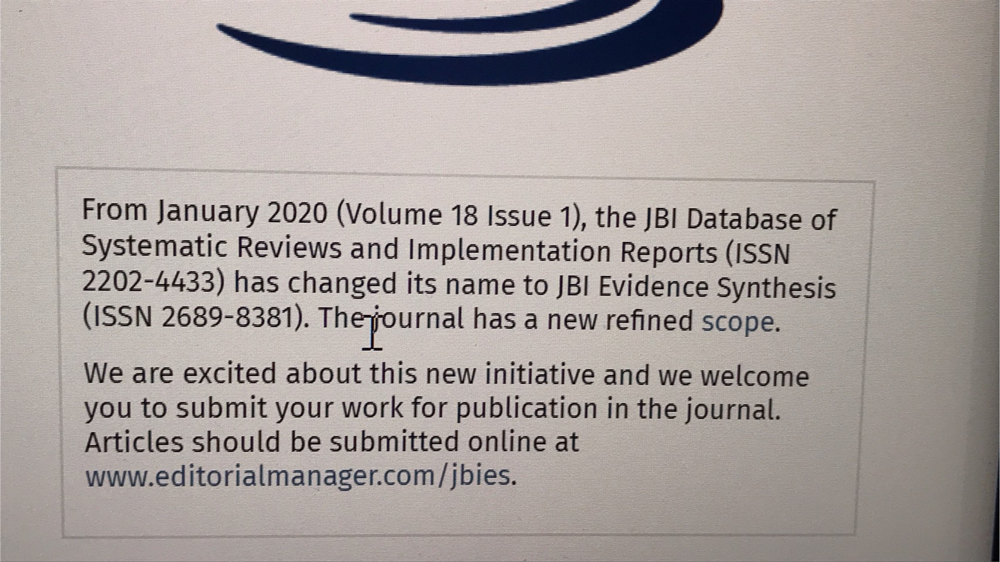 From January 2020 (Volume 18 Issue 1), the JBI Database of
Systematic Reviews and Implementation Reports (ISSN
2202-4433) has changed its name to JBI Evidence Synthesis
(ISSN 2689-8381). The journal has a new refined scope.
We are excited about this new initiative and we welcome
you to submit your work for publication in the journal.
Articles should be submitted online at
www.editorialmanager.com/jbies.